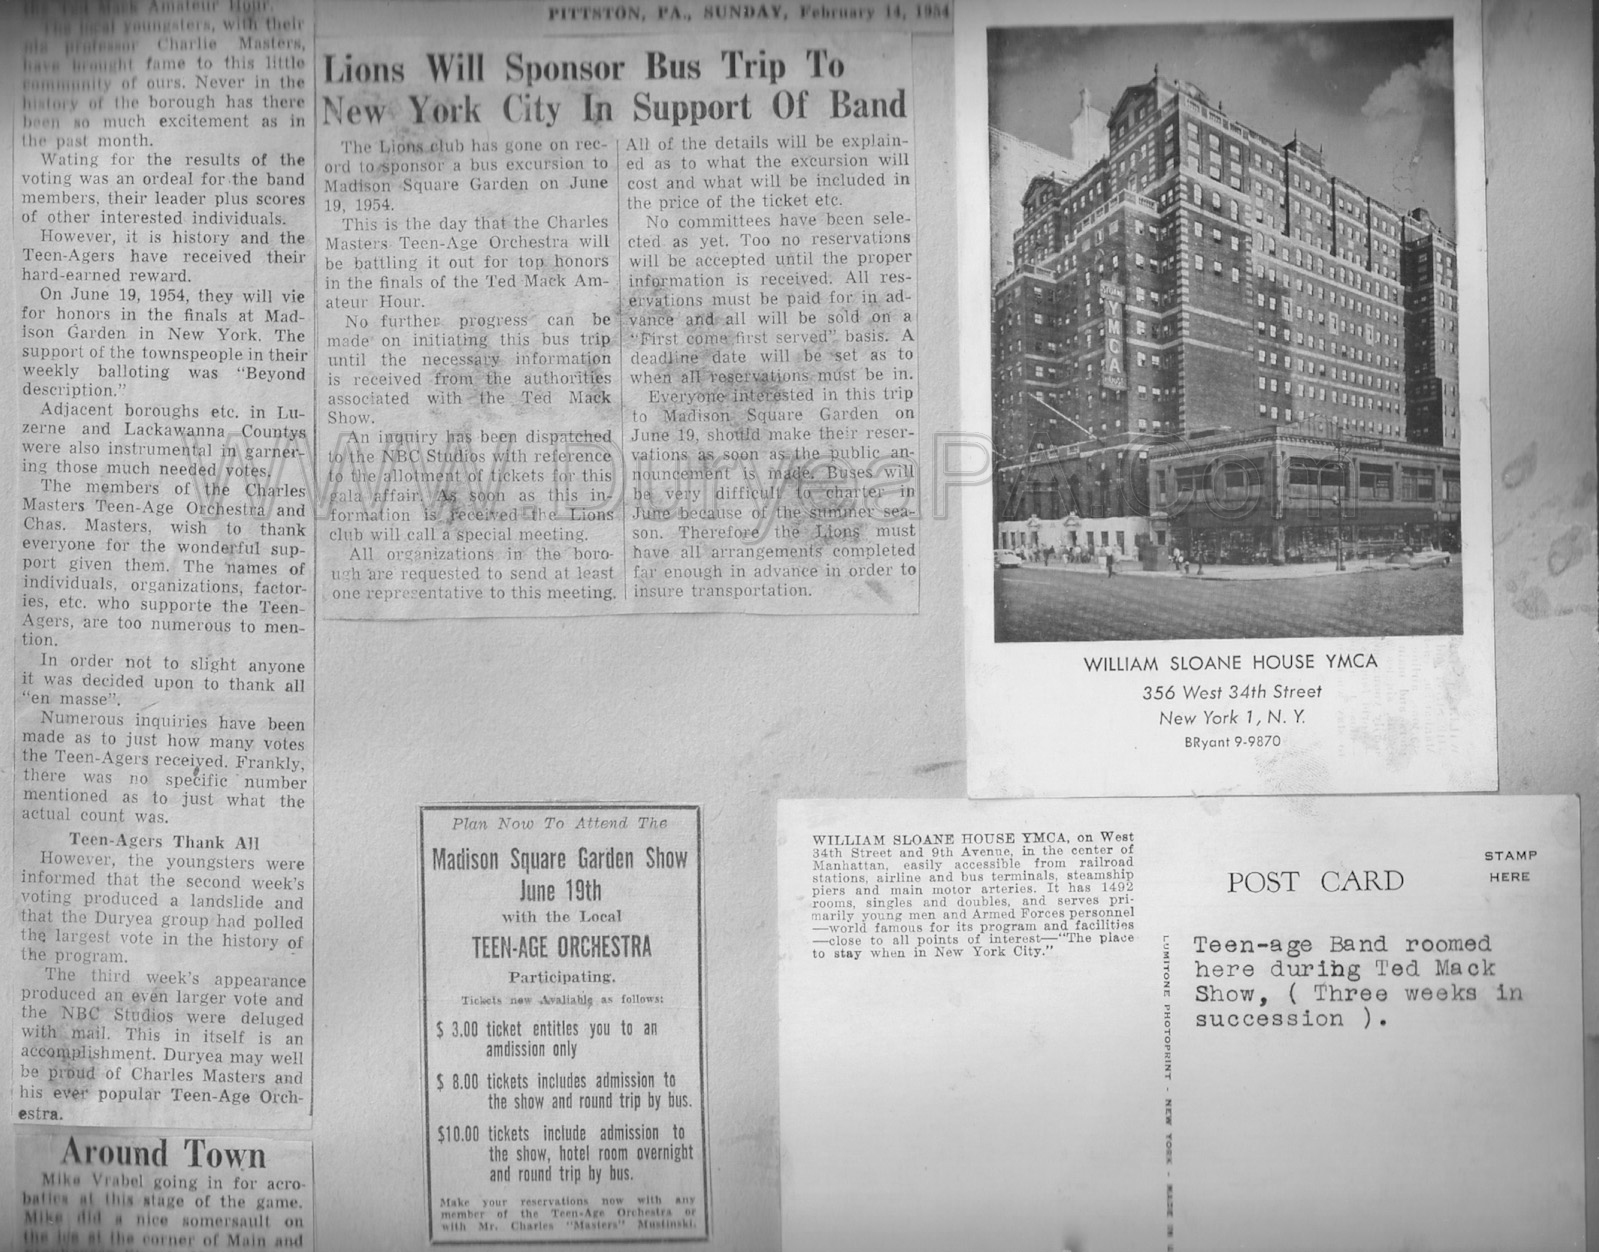 the Ted Mack Amateur Hour.
The local youngsters, with their
professor Charlie Masters,
have brought fame to this little
community of ours. Never in the
history of the borough has there
been so much excitement as in
the past month.
Wating for the results of the
voting was an ordeal for the band
members, their leader plus scores
of other interested individuals.
However, it is history and the
Teen-Agers have received their
hard-earned reward.
On June 19, 1954, they will vie
for honors in the finals at Mad-
ison Garden in New York. The
support of the townspeople in their
weekly balloting was "Beyond
description."
Adjacent boroughs etc. in Lu-
zerne and Lackawanna Countys
were also instrumental in garner-
ing those much needed votes.
The members of the Charles
Masters Teen-Age Orchestra and
Chas. Masters, wish to thank
everyone for the wonderful sup-
port given them. The names of
individuals, organizations, factor-
ies, etc. who supporte the Teen-
Agers, are too numerous to men-
tion.
In order not to slight anyone
it was decided upon to thank all
"en masse".
Numerous inquiries have been
made as to just how many votes
the Teen-Agers received. Frankly,
there was no specific number
mentioned as to just what the
actual count was.
Teen-Agers Thank All
However, the youngsters were
informed that the second week's
voting produced a landslide and
that the Duryea group had polled
the largest vote in the history of
the program.
The third week's appearance
produced an even larger vote and
the NBC Studios were deluged
with mail. This in itself is an
accomplishment. Duryea may well
be proud of Charles Masters and
his ever popular Teen-Age Orch-
estra.
Around Town
Mike Vrabel going in for acro-
batics at this stage of the game.
Mike did a nice somersault on
the ice at the corner of Main and
PITTSTON, PA., SUNDAY, February 14, 1954
Lions Will Sponsor Bus Trip To
New York City In Support Of Band
The Lions club has gone on rec-
ord to sponsor a bus excursion to
Madison Square Garden on June
19, 1954.
This is the day that the Charles
Masters Teen-Age Orchestra will
be battling it out for top honors
in the finals of the Ted Mack Am-
ateur Hour.
No further progress can be
made on initiating this bus trip
until the necessary information
is received from the authorities
associated with the Ted Mack
Show.
An inquiry has been dispatched
to the NBC Studios with reference
to the allotment of tickets for this
gala affair. As soon as this in-
formation is received the Lions
club will call a special meeting.
All organizations in the boro-
ugh are requested to send at least
one representative to this meeting.
All of the details will be explain-
ed as to what the excursion will
cost and what will be included in
the price of the ticket etc.
No committees have been sele-
cted as yet. Too no reservations
will be accepted until the proper
information is received. All res-
ervations must be paid for in ad-
vance and all will be sold on a
"First come first served" basis. A
deadline date will be set as to
when all reservations must be in.
Everyone interested in this trip
to Madison Square Garden on
June 19, should make their reser-
vations as soon as the public an-
nouncement is made. Buses will
be very difficult to charter in
June because of the summer sea-
son. Therefore the Lions must
have all arrangements completed
far enough in advance in order to
insure transportation.
www.DuryeaPA.Com
Plan Now To Attend The
Madison Square Garden Show
June 19th
with the Local
TEEN-AGE ORCHESTRA
Participating.
Tickets now Avaliable as follows:
$ 3.00 ticket entitles you to an
amdission only
$ 8.00 tickets includes admission to
the show and round trip by bus.
$10.00 tickets include admission to
the show, hotel room overnight
and round trip by bus.
Make your reservations now with any
member of the Teen-Age Orchestra or
with Mr. Charles "Masters" Mustinski.
YMCA
WILLIAM SLOANE HOUSE YMCA
356 West 34th Street
New York 1, N. Y.
BRyant 9-9870
WILLIAM SLOANE HOUSE YMCA, on West
34th Street and 9th Avenue, in the center of
Manhattan, easily accessible from railroad
stations, airline and bus terminals, steamship
piers and main motor arteries. It has 1492
rooms, singles and doubles, and serves pri-
marily young men and Armed Forces personnel
—world famous for its program and facilities
—close to all points of interest—"The place
to stay when in New York City."
LUMITONE PHOTOPRINT - NEW YORK - MADE IN U
POST CARD
STAMP
HERE
Teen-age Band roomed
here during Ted Mack
Show, ( Three weeks in
succession ).